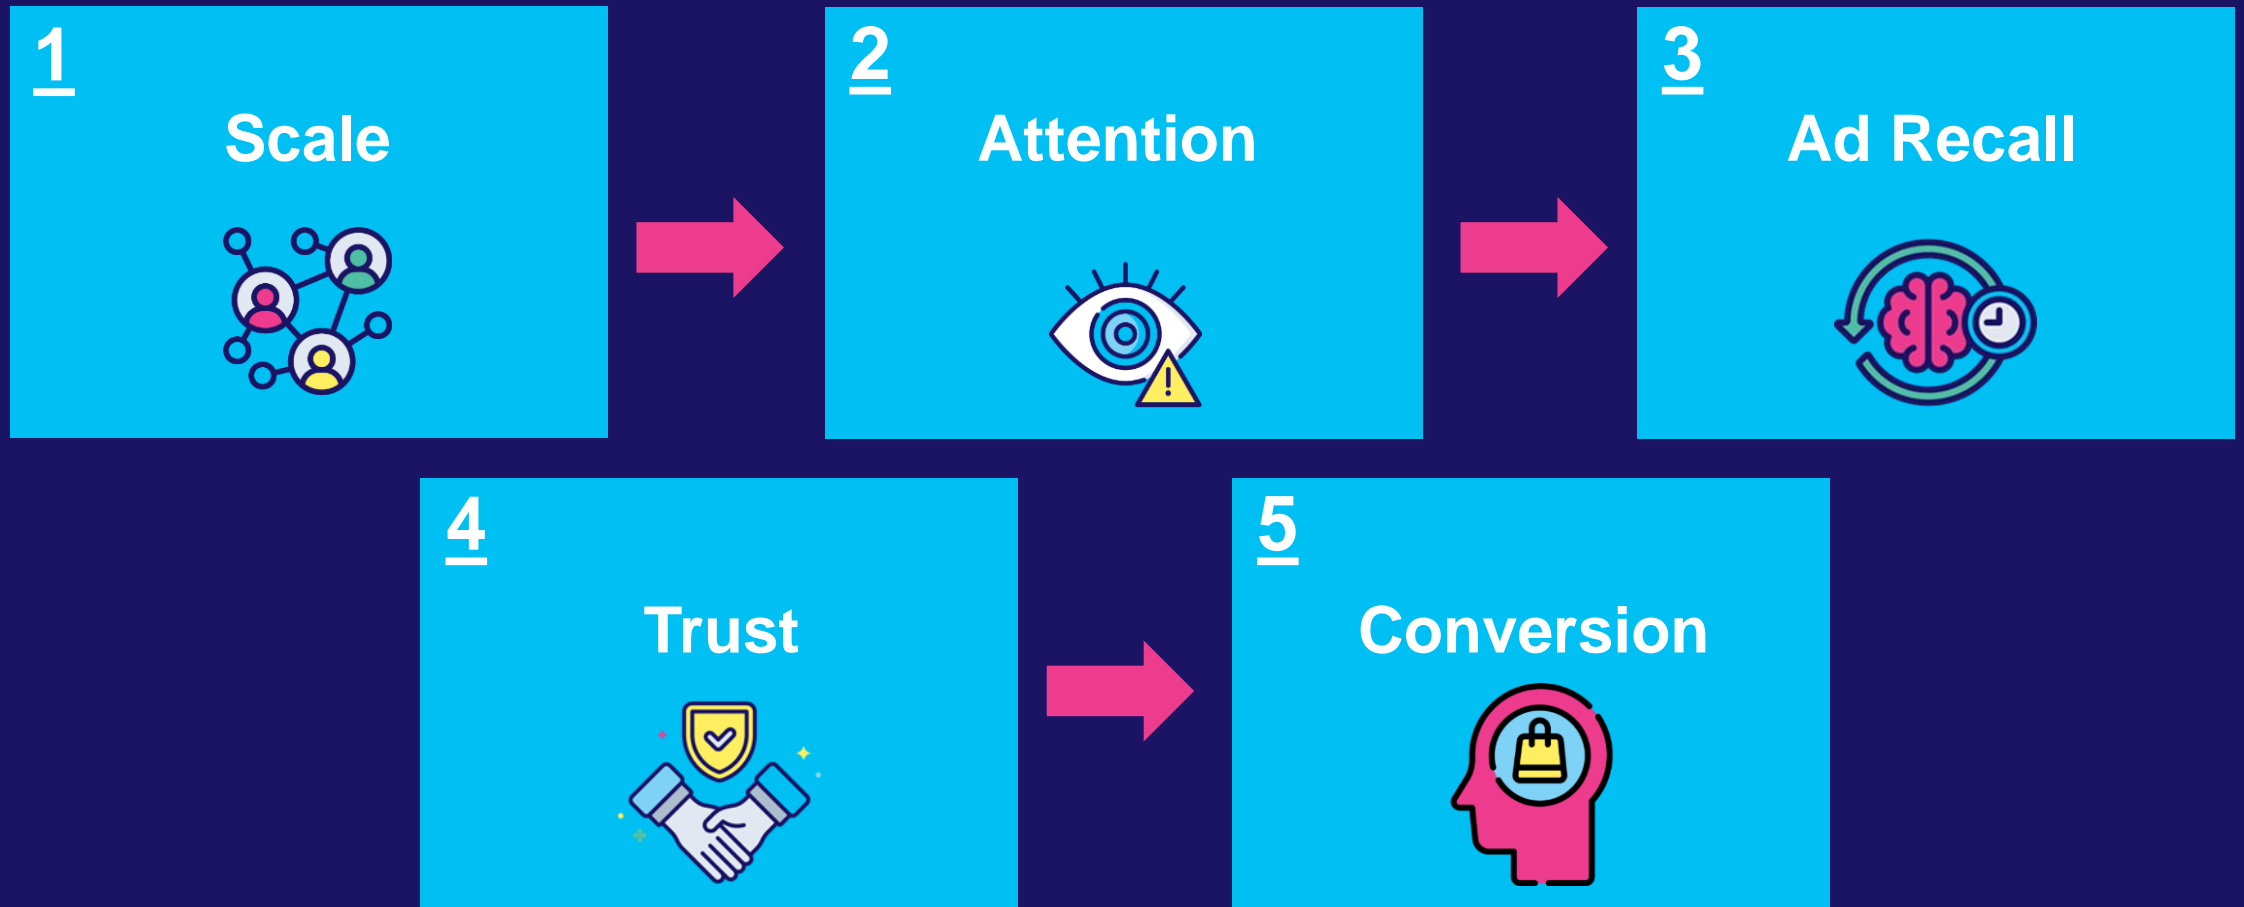 1
Scale
2
Attention
3
Ad Recall
4
Trust
5
Conversion